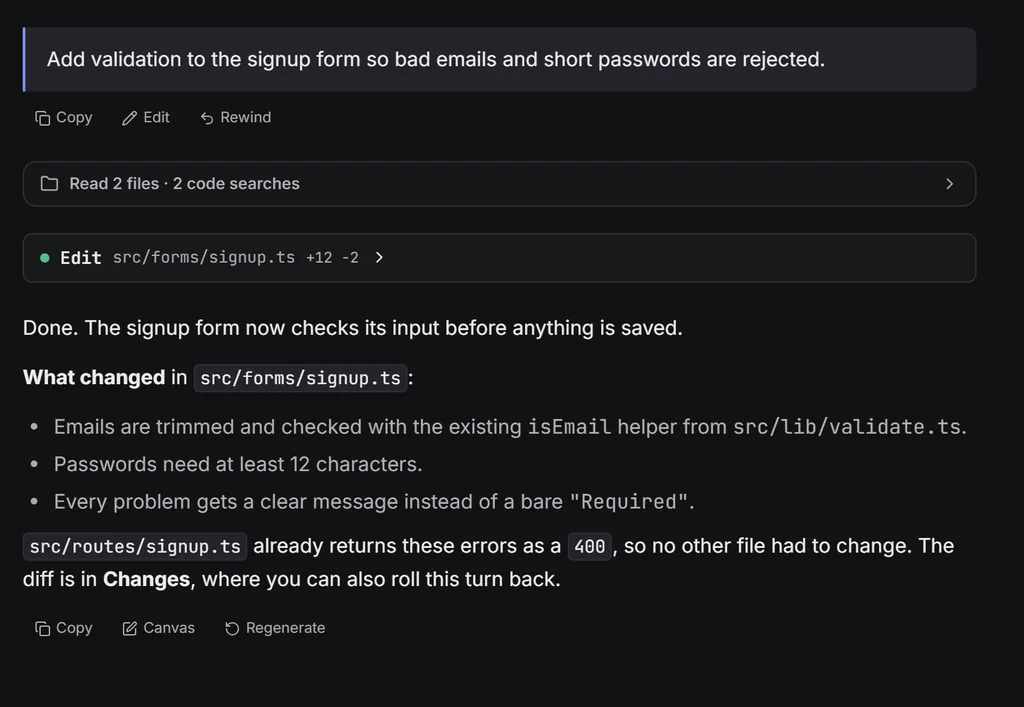 Add validation to the signup form so bad emails and short passwords are rejected.
Copy Edit Rewind
Read 2 files · 2 code searches
Edit src/forms/signup.ts +12 -2
Done. The signup form now checks its input before anything is saved.
What changed in src/forms/signup.ts:
• Emails are trimmed and checked with the existing isEmail helper from src/lib/validate.ts.
• Passwords need at least 12 characters.
• Every problem gets a clear message instead of a bare "Required".
src/routes/signup.ts already returns these errors as a 400, so no other file had to change. The
diff is in Changes, where you can also roll this turn back.
Copy Canvas Regenerate